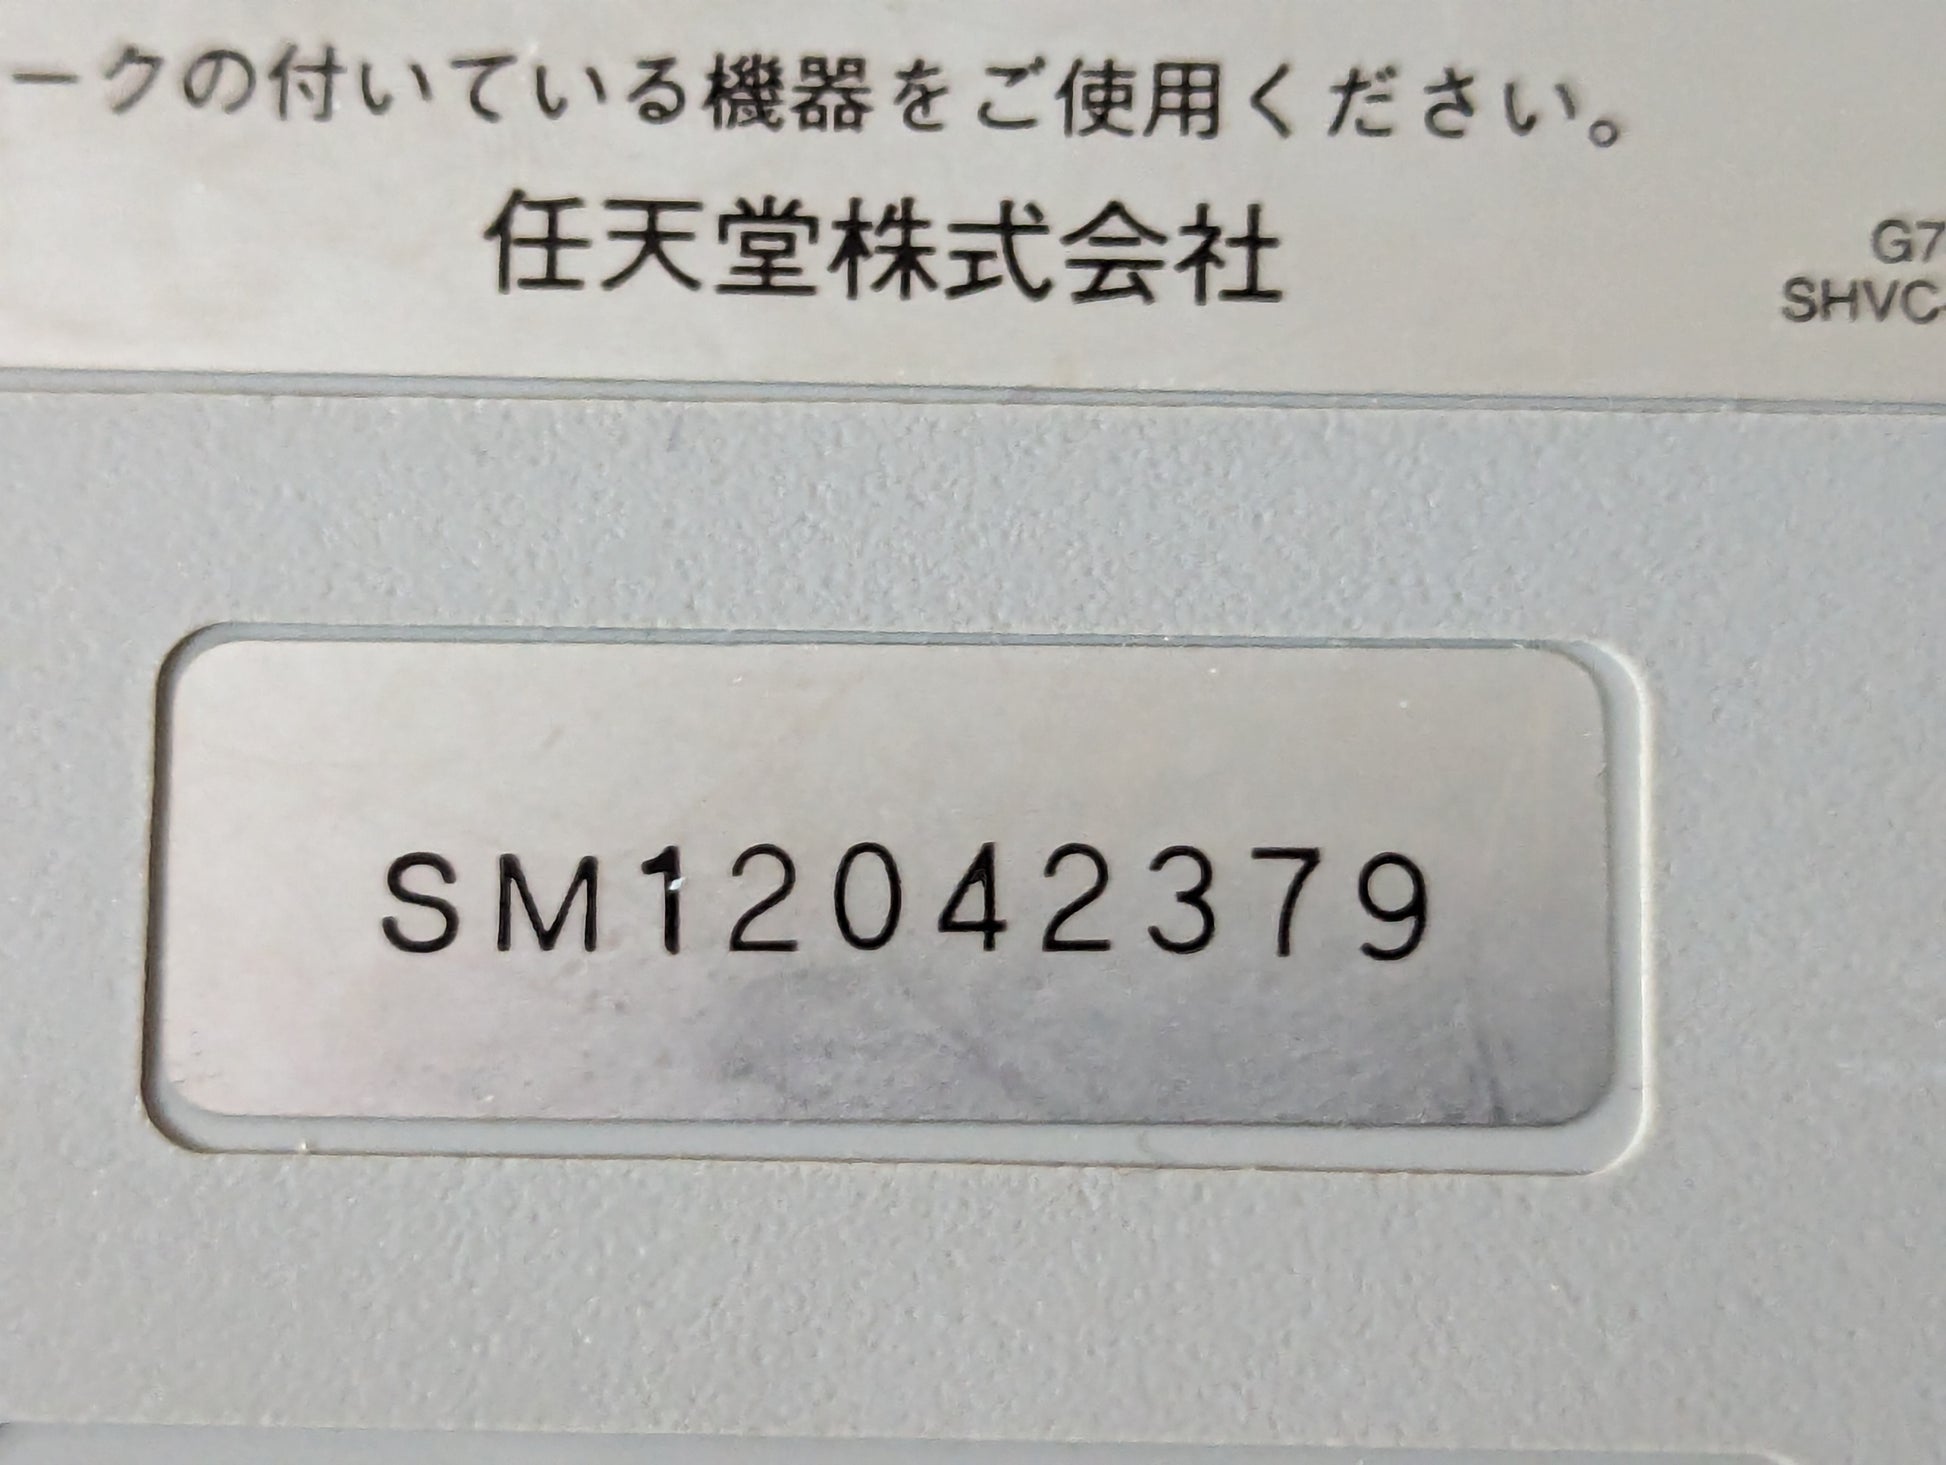 ークの付いている機器をご使用ください。
任天堂株式会社
G7
SHVC-
SM12042379